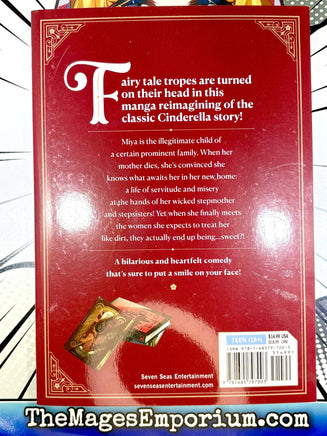 Fairy tale tropes are turned
on their head in this
manga reimagining of the
classic Cinderella story!
Miya is the illegitimate child of
a certain prominent family. When her
mother dies, she's convinced she
knows what awaits her in her new home:
a life of servitude and misery
at the hands of her wicked stepmother
and stepsisters! Yet when she finally meets
the women she expects to treat her
like dirt, they actually end up being...sweet?!
A hilarious and heartfelt comedy
that's sure to put a smile on your face!
TEEN (13+)
Seven Seas Entertainment
sevenseasentertainment.com
TheMagesEmporium.com